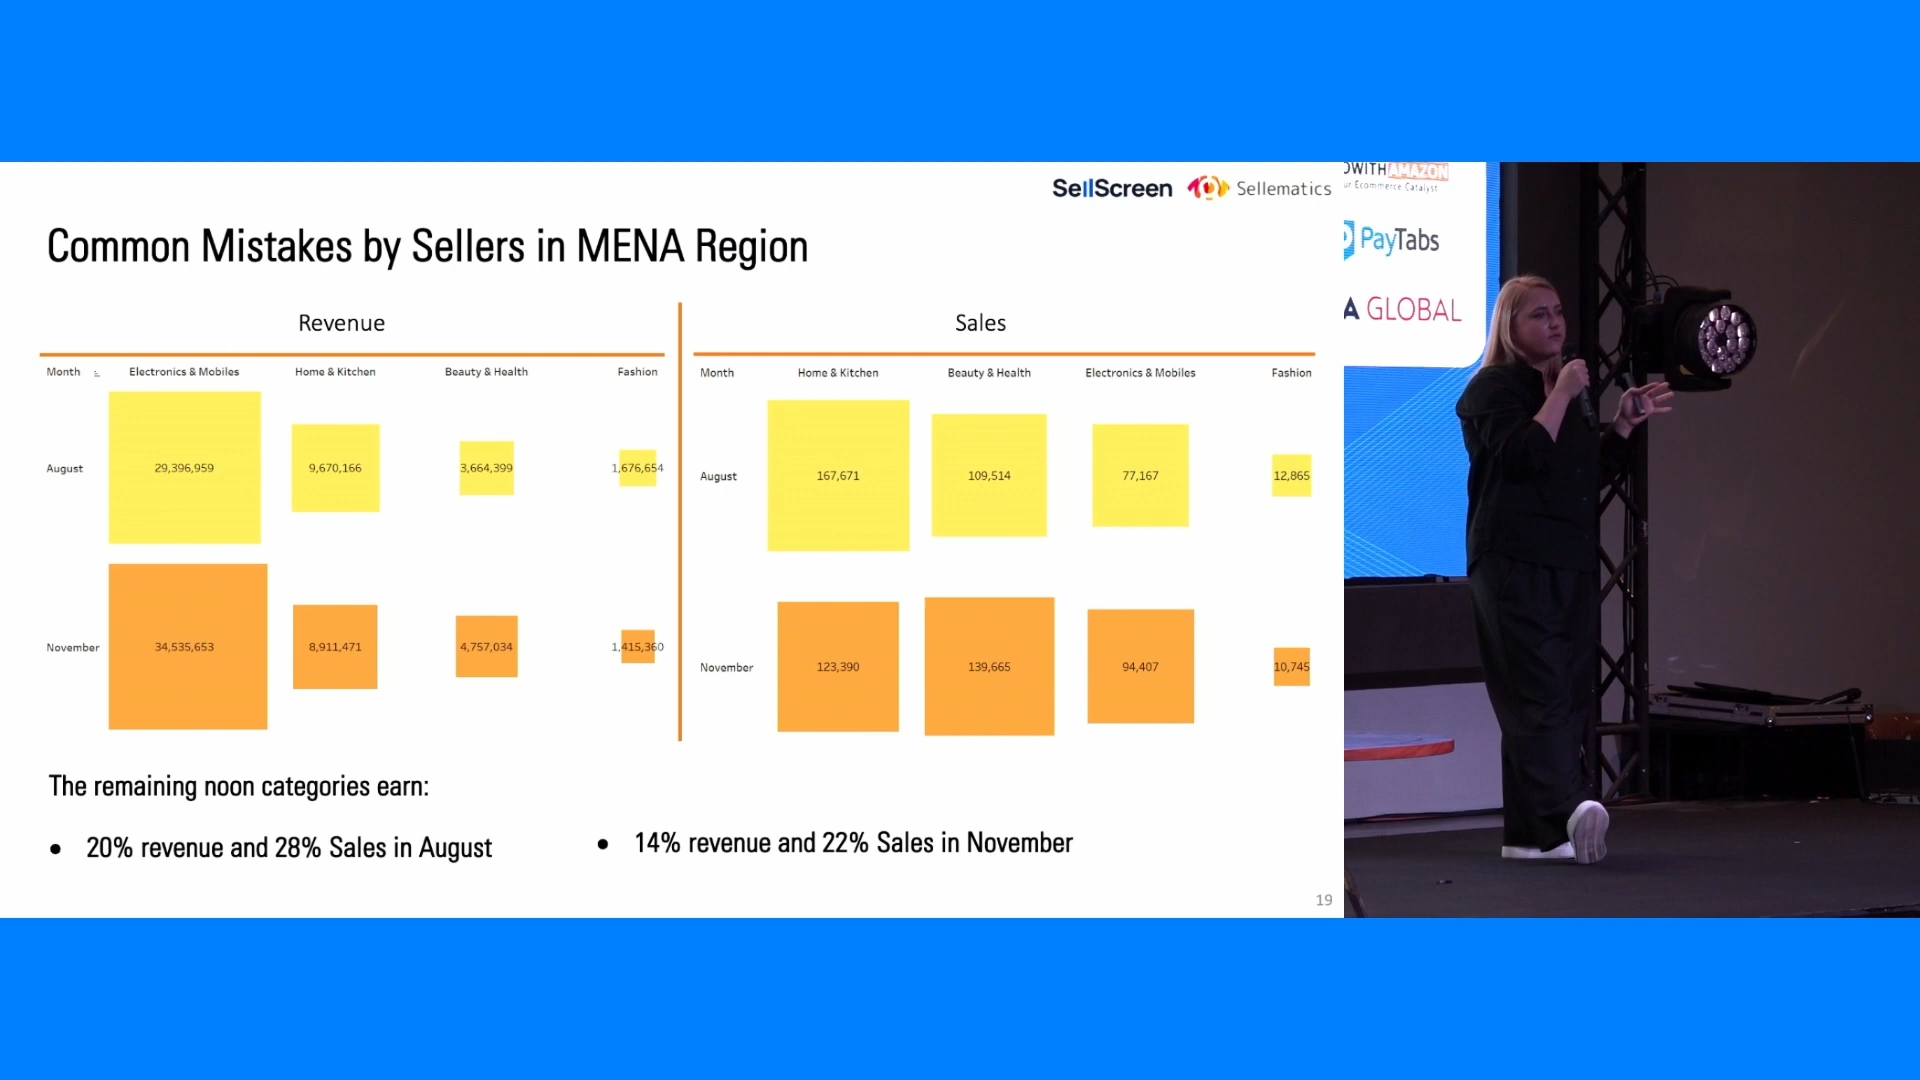 SellScreen Sellematics
Common Mistakes by Sellers in MENA Region
Revenue
Month Electronics & Mobiles Home & Kitchen Beauty & Health Fashion
August 29,396,959 9,670,166 3,664,399 1,676,654
November 34,535,653 8,911,471 4,757,034 1,415,360
Sales
Month Home & Kitchen Beauty & Health Electronics & Mobiles Fashion
August 167,671 109,514 77,167 12,865
November 123,390 139,665 94,407 10,745
The remaining noon categories earn:
• 20% revenue and 28% Sales in August
• 14% revenue and 22% Sales in November
19
OWITHAMAZON
ur Ecommerce Catalyst
PayTabs
A GLOBAL